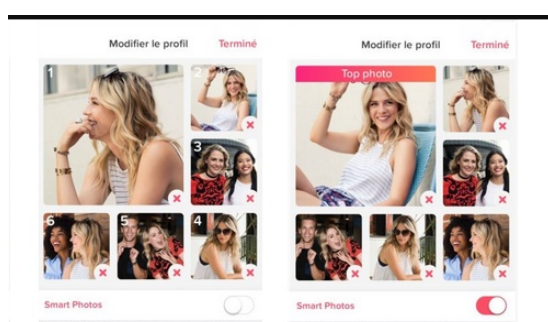 Modifier le profil Terminé
1
2
3
6 5 4
Smart Photos
Modifier le profil Terminé
Top photo
Smart Photos